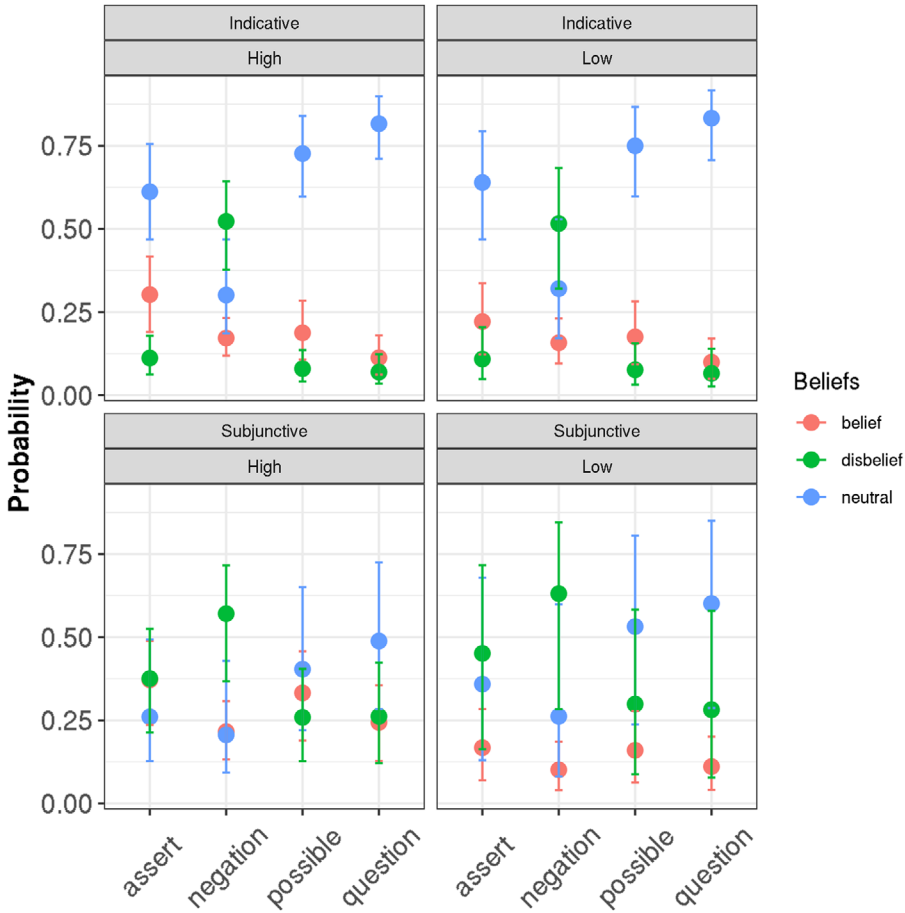 Indicative
Indicative
High
Low
0.75
0.50
0.25
0.00
Subjunctive
Subjunctive
High
Low
0.75
0.50
0.25
0.00
Probability
assert
negation
possible
question
assert
negation
possible
question
Beliefs
belief
disbelief
neutral